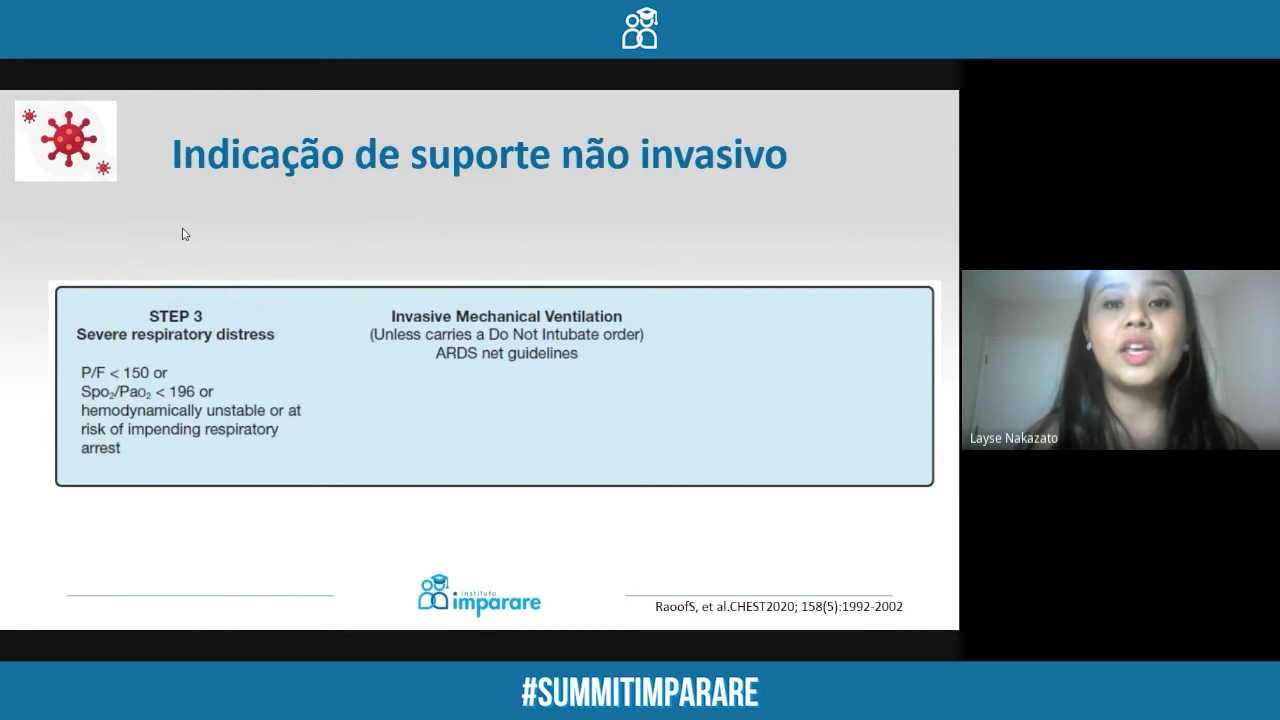 Indicação de suporte não invasivo
STEP 3
Severe respiratory distress
P/F < 150 or
Spo₂/Pao₂ < 196 or
hemodynamically unstable or at
risk of impending respiratory
arrest
Invasive Mechanical Ventilation
(Unless carries a Do Not Intubate order)
ARDS net guidelines
instituto
imparare
RaoofS, et al.CHEST2020; 158(5):1992-2002
Layse Nakazato
#SUMMITIMPARARE